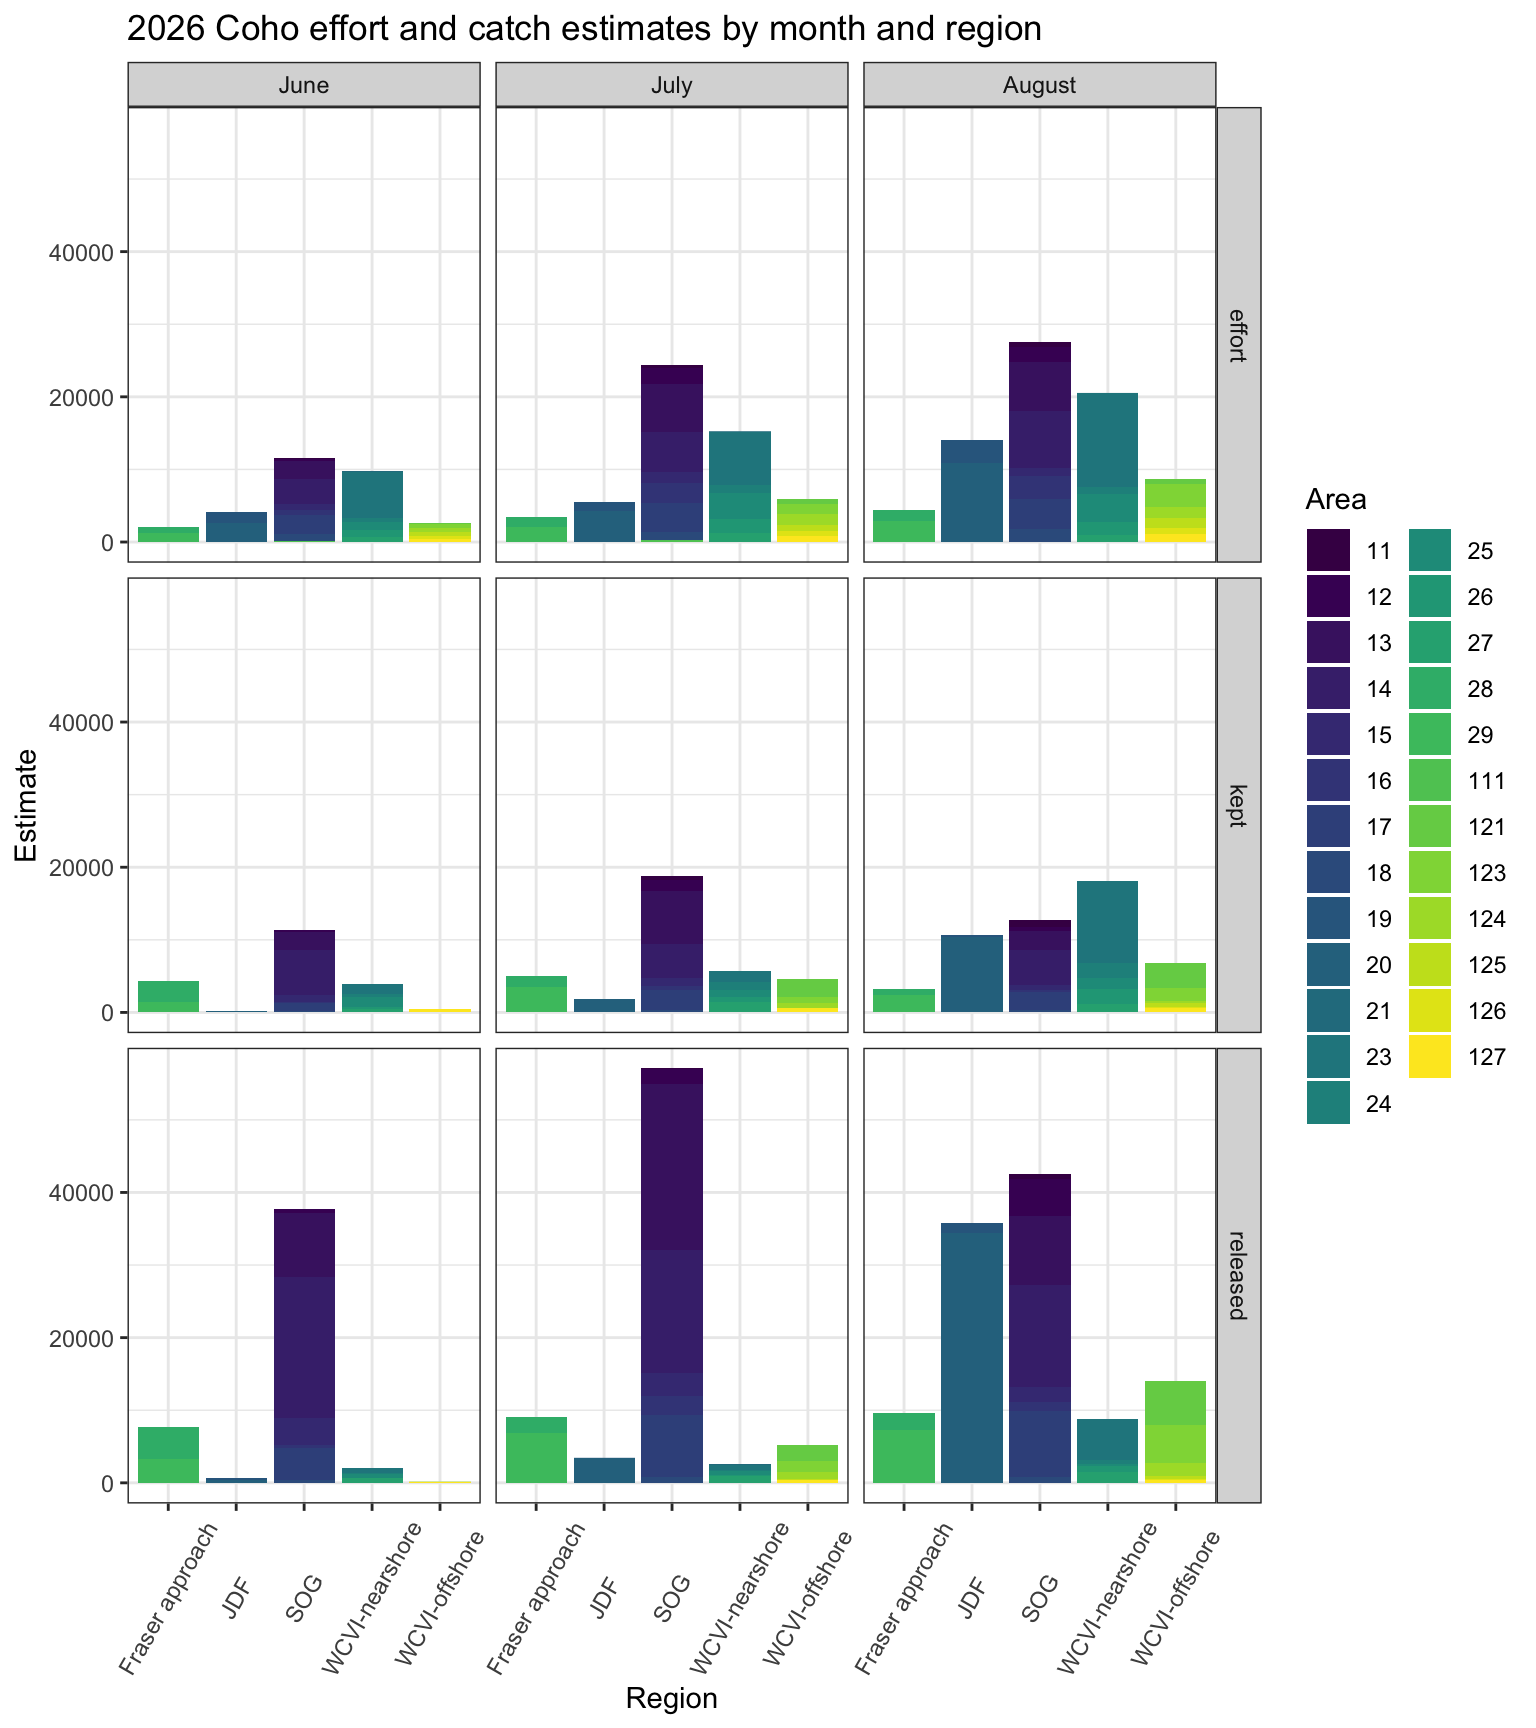 2026 Coho effort and catch estimates by month and region
June
July
August
40000
20000
0
effort
40000
20000
0
kept
40000
20000
0
released
Estimate
Fraser approach
JDF
SOG
WCVI-nearshore
WCVI-offshore
Fraser approach
JDF
SOG
WCVI-nearshore
WCVI-offshore
Fraser approach
JDF
SOG
WCVI-nearshore
WCVI-offshore
Region
Area
11
12
13
14
15
16
17
18
19
20
21
23
24
25
26
27
28
29
111
121
123
124
125
126
127